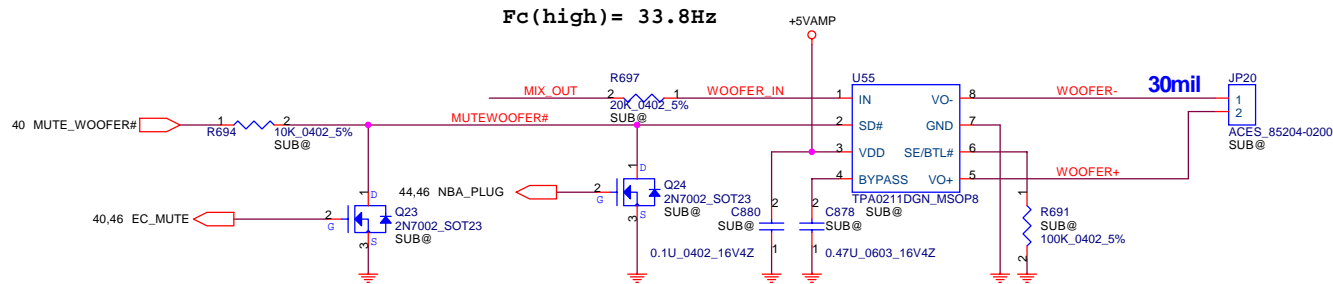 Fc(high)= 33.8Hz
+5VAMP
R697
U55
30mil
JP20
MIX_OUT
2
1
WOOFER_IN
1
IN
VO-
8
WOOFER-
1
20K_0402_5%
SUB@
2
40 MUTE_WOOFER#
1
2
MUTEWOOFER#
2
SD#
GND
7
ACES_85204-0200
SUB@
R694
10K_0402_5%
SUB@
3
VDD
SE/BTL#
6
1
D
1
D
4
BYPASS
VO+
5
WOOFER+
44,46 NBA_PLUG
2
G
Q24
2N7002_SOT23
SUB@
TPA0211DGN_MSOP8
SUB@
1
3
S
40,46 EC_MUTE
2
G
Q23
2N7002_SOT23
SUB@
3
S
C880
SUB@
2
1
C878
SUB@
2
1
R691
SUB@
100K_0402_5%
2
0.1U_0402_16V4Z
0.47U_0603_16V4Z